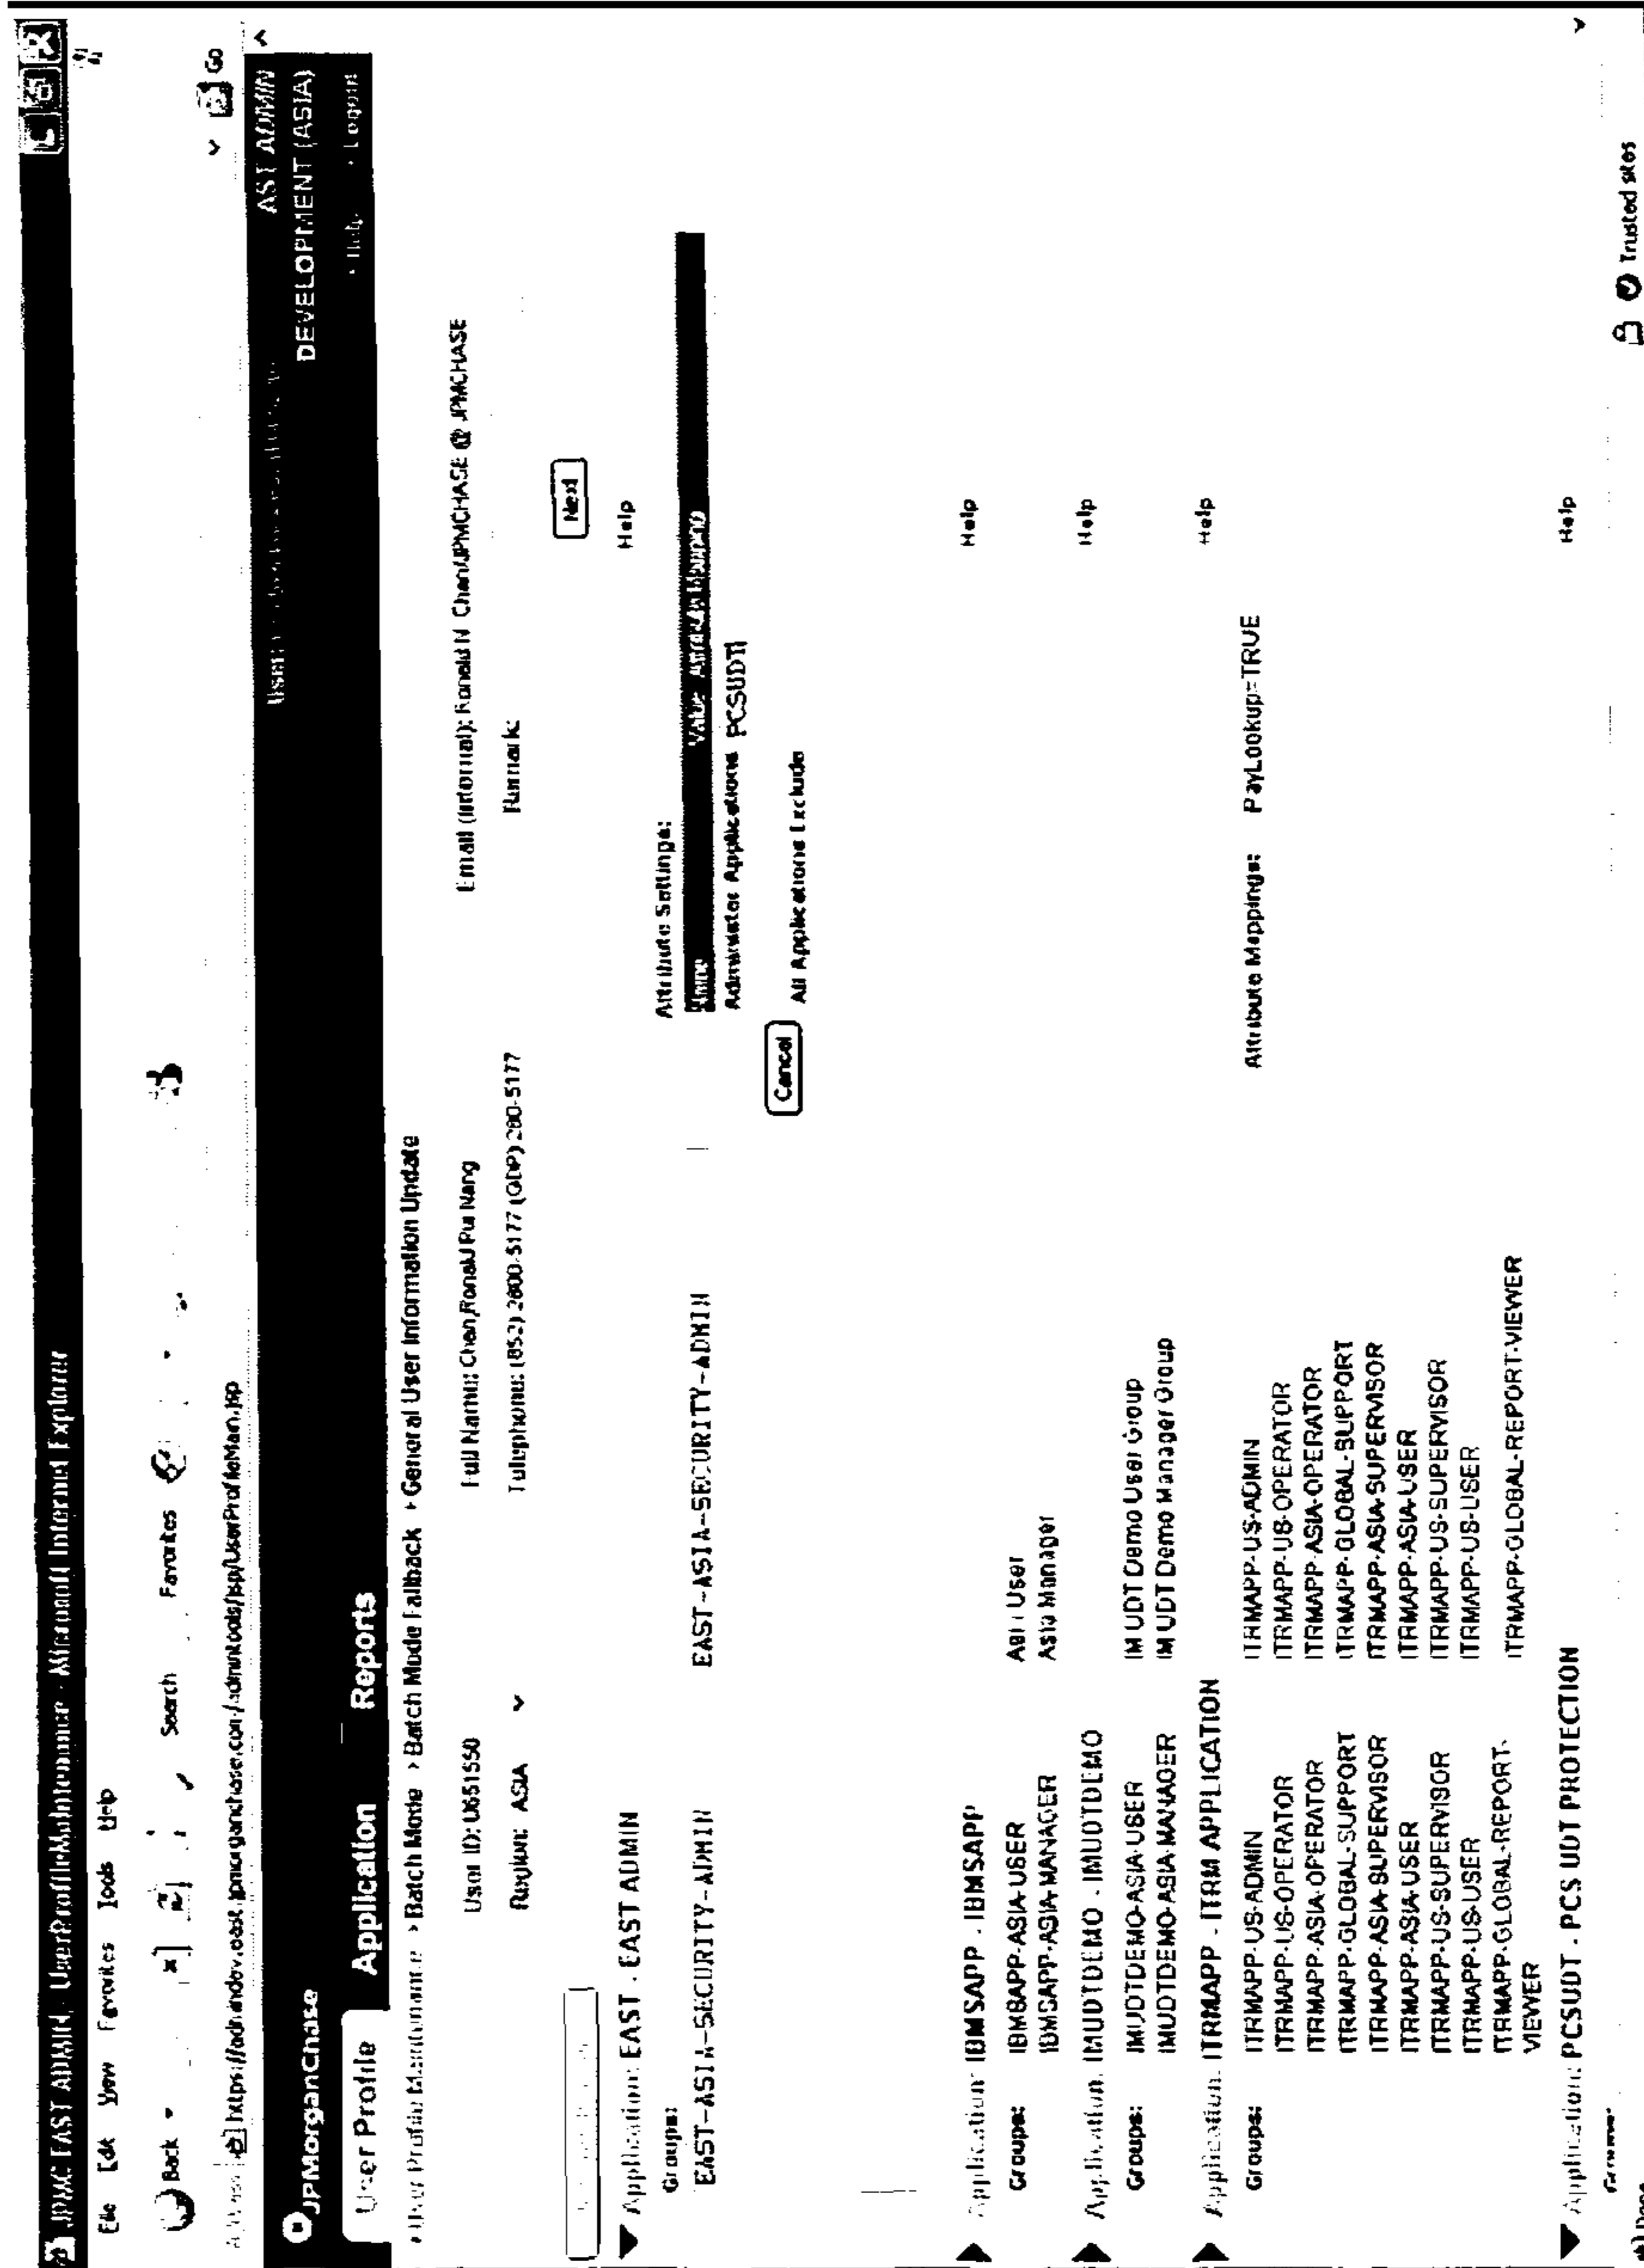 JPMC EAST ADMIN - UserProfileMaintenance - Microsoft Internet Explorer
File Edit View Favorites Tools Help
Back Search Favorites
https://admindev.east.jpmorganchase.com/admintools/jsp/UserProfileMan.jsp Go
AST ADMIN
JPMorganChase User: DEVELOPMENT (ASIA)
User Profile Application Reports Help Logout
User Profile Maintenance Batch Mode Batch Mode Fallback General User Information Update
User ID: U651550 Full Name: Chan,Ronald Pui Nang Email (Internal): Ronald N Chan/JPMCHASE @ JPMCHASE
Region: ASIA Telephone: (852) 2800-5177 (GDP) 280-5177 Remark:
Next
Application: EAST - EAST ADMIN Help
Groups: Attribute Settings:
EAST-ASIA-SECURITY-ADMIN EAST-ASIA-SECURITY-ADMIN Name Value
Administer Applications PCSUDT
Cancel
All Applications Exclude
Application: IBMSAPP - IBMSAPP Help
Groups: IBMSAPP-ASIA-USER User
IBMSAPP-ASIA-MANAGER Asia Manager
Application: IMUDTDEMO - IMUDTDEMO Help
Groups: IMUDTDEMO-ASIA-USER IM UDT Demo User Group
IMUDTDEMO-ASIA-MANAGER IM UDT Demo Manager Group
Application: ITRMAPP - ITRM APPLICATION Help
Groups: ITRMAPP-US-ADMIN ITRMAPP-US-ADMIN Attribute Mappings: PayLookup=TRUE
ITRMAPP-US-OPERATOR ITRMAPP-US-OPERATOR
ITRMAPP-ASIA-OPERATOR ITRMAPP-ASIA-OPERATOR
ITRMAPP-GLOBAL-SUPPORT ITRMAPP-GLOBAL-SUPPORT
ITRMAPP-ASIA-SUPERVISOR ITRMAPP-ASIA-SUPERVISOR
ITRMAPP-ASIA-USER ITRMAPP-ASIA-USER
ITRMAPP-US-SUPERVISOR ITRMAPP-US-SUPERVISOR
ITRMAPP-US-USER ITRMAPP-US-USER
ITRMAPP-GLOBAL-REPORT-VIEWER ITRMAPP-GLOBAL-REPORT-VIEWER
Application: PCSUDT - PCS UDT PROTECTION Help
Done Trusted sites